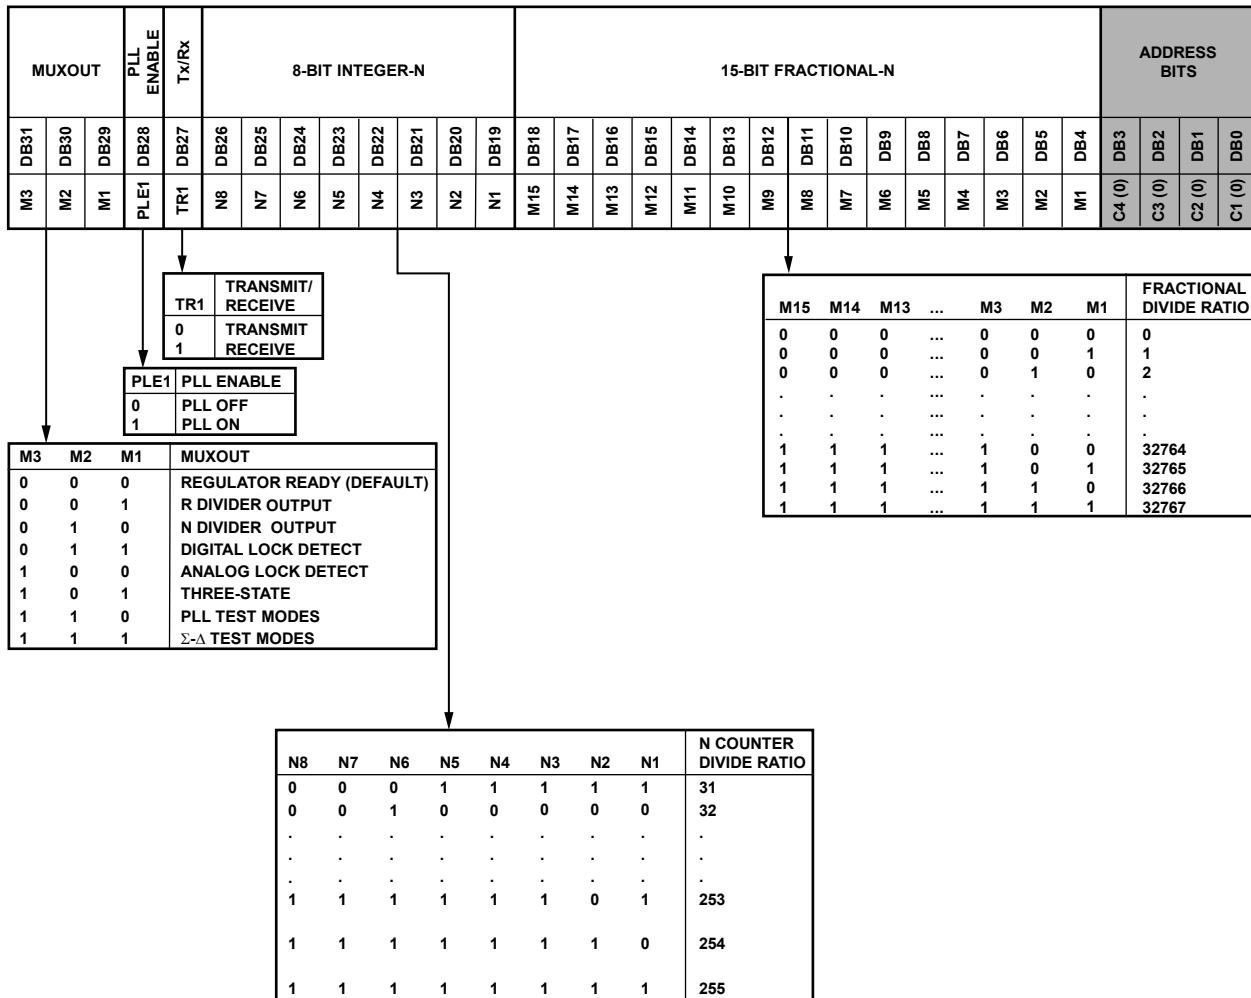 MUXOUT PLL ENABLE Tx/Rx 8-BIT INTEGER-N 15-BIT FRACTIONAL-N ADDRESS BITS
DB31 DB30 DB29 DB28 DB27 DB26 DB25 DB24 DB23 DB22 DB21 DB20 DB19 DB18 DB17 DB16 DB15 DB14 DB13 DB12 DB11 DB10 DB9 DB8 DB7 DB6 DB5 DB4 DB3 DB2 DB1 DB0
M3 M2 M1 PLE1 TR1 N8 N7 N6 N5 N4 N3 N2 N1 M15 M14 M13 M12 M11 M10 M9 M8 M7 M6 M5 M4 M3 M2 M1 C4 (0) C3 (0) C2 (0) C1 (0)
TR1 TRANSMIT/ RECEIVE
0 TRANSMIT
1 RECEIVE
PLE1 PLL ENABLE
0 PLL OFF
1 PLL ON
M3 M2 M1 MUXOUT
0 0 0 REGULATOR READY (DEFAULT)
0 0 1 R DIVIDER OUTPUT
0 1 0 N DIVIDER OUTPUT
0 1 1 DIGITAL LOCK DETECT
1 0 0 ANALOG LOCK DETECT
1 0 1 THREE-STATE
1 1 0 PLL TEST MODES
1 1 1 Σ-Δ TEST MODES
M15 M14 M13 ... M3 M2 M1 FRACTIONAL DIVIDE RATIO
0 0 0 ... 0 0 0 0
0 0 0 ... 0 0 1 1
0 0 0 ... 0 1 0 2
. . . ... . . . .
. . . ... . . . .
. . . ... . . . .
1 1 1 ... 1 0 0 32764
1 1 1 ... 1 0 1 32765
1 1 1 ... 1 1 0 32766
1 1 1 ... 1 1 1 32767
N8 N7 N6 N5 N4 N3 N2 N1 N COUNTER DIVIDE RATIO
0 0 0 1 1 1 1 1 31
0 0 1 0 0 0 0 0 32
. . . . . . . . .
. . . . . . . . .
. . . . . . . . .
1 1 1 1 1 1 0 1 253
1 1 1 1 1 1 1 0 254
1 1 1 1 1 1 1 1 255